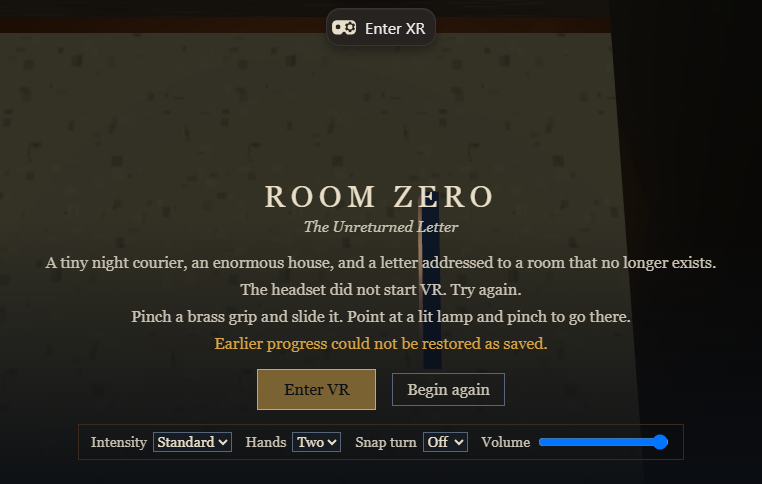 Enter XR
ROOM ZERO
The Unreturned Letter
A tiny night courier, an enormous house, and a letter addressed to a room that no longer exists.
The headset did not start VR. Try again.
Pinch a brass grip and slide it. Point at a lit lamp and pinch to go there.
Earlier progress could not be restored as saved.
Enter VR Begin again
Intensity Standard Hands Two Snap turn Off Volume